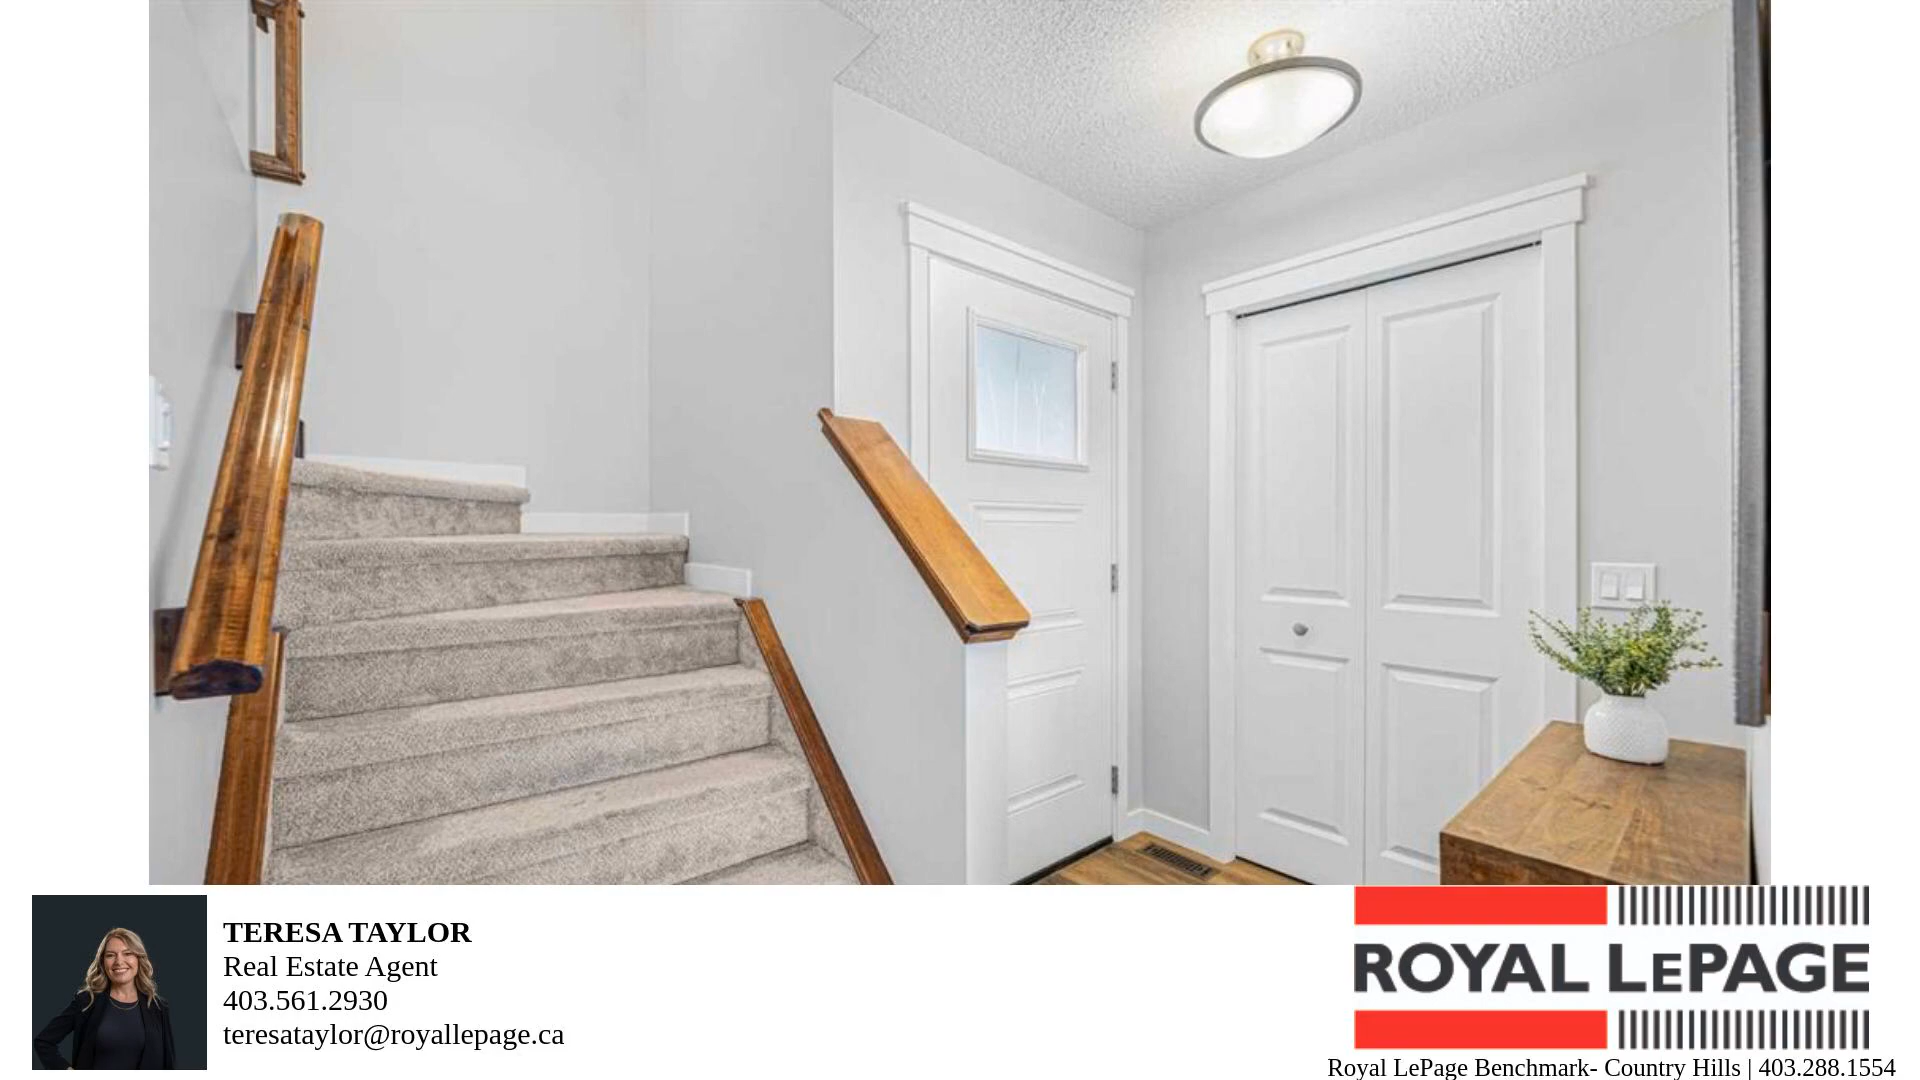 TERESA TAYLOR
Real Estate Agent
403.561.2930
teresataylor@royallepage.ca
ROYAL LEPAGE
Royal LePage Benchmark- Country Hills | 403.288.1554